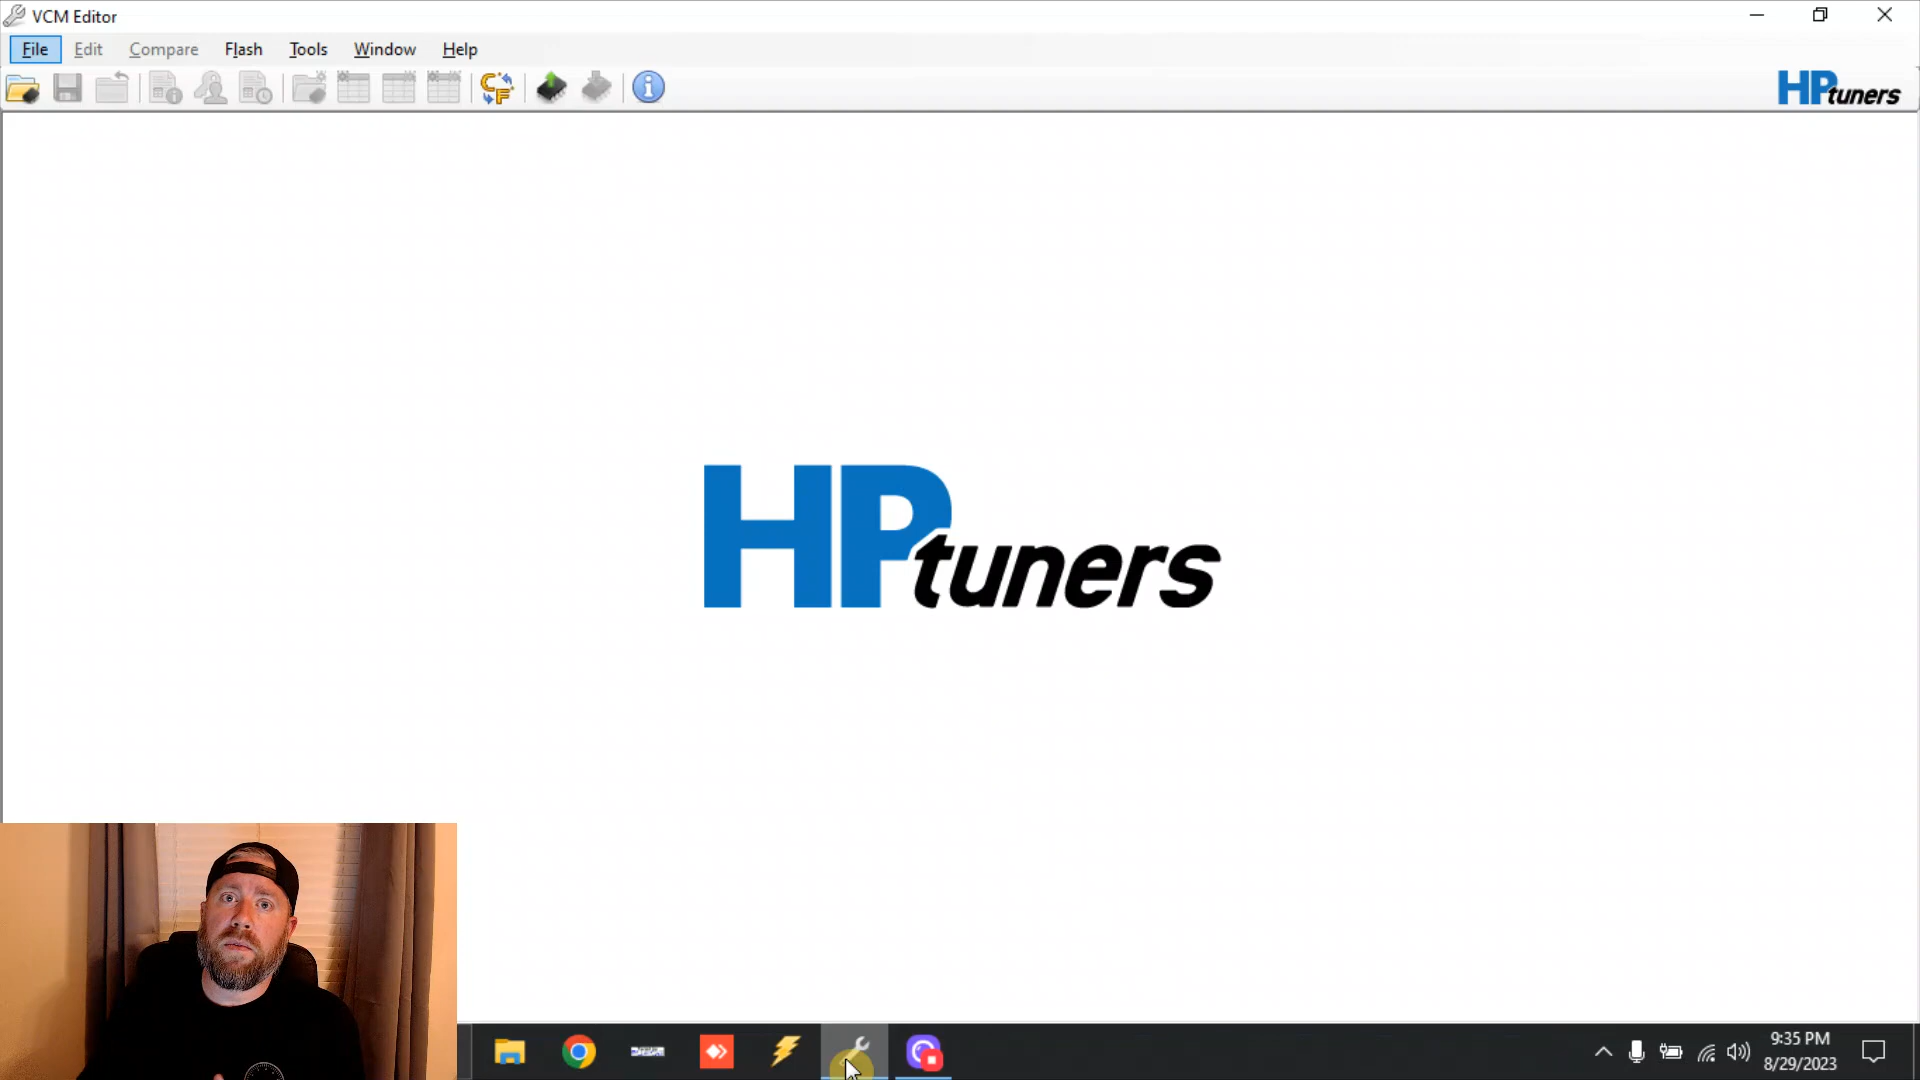 VCM Editor
File Edit Compare Flash Tools Window Help
HPtuners
HPtuners
9:35 PM
8/29/2023